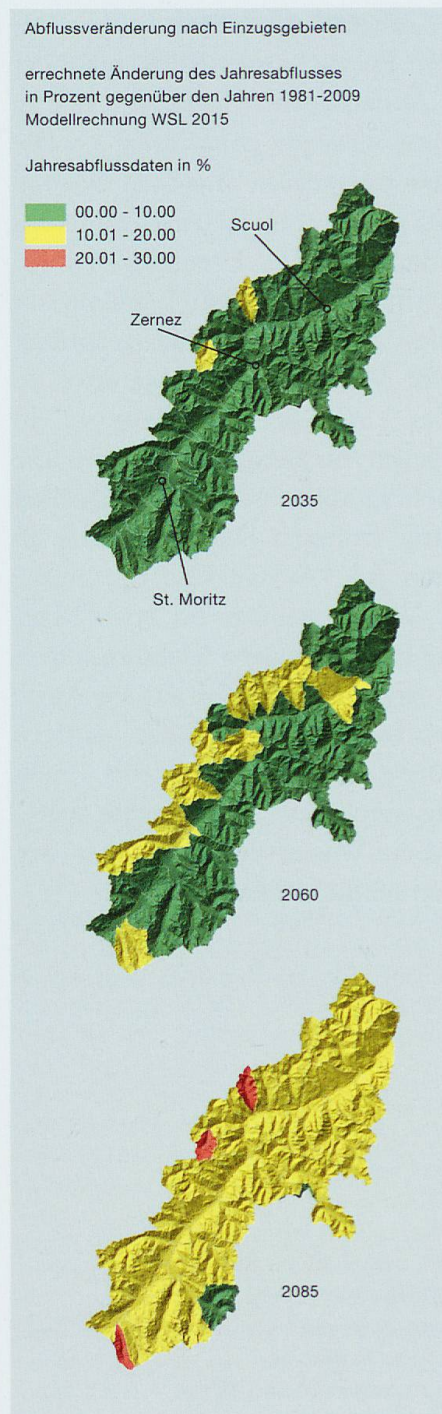 Abflussveränderung nach Einzugsgebieten
errechnete Änderung des Jahresabflusses
in Prozent gegenüber den Jahren 1981-2009
Modellrechnung WSL 2015
Jahresabflussdaten in %
00.00 - 10.00
10.01 - 20.00
20.01 - 30.00
Scuol
Zernez
2035
St. Moritz
2060
2085